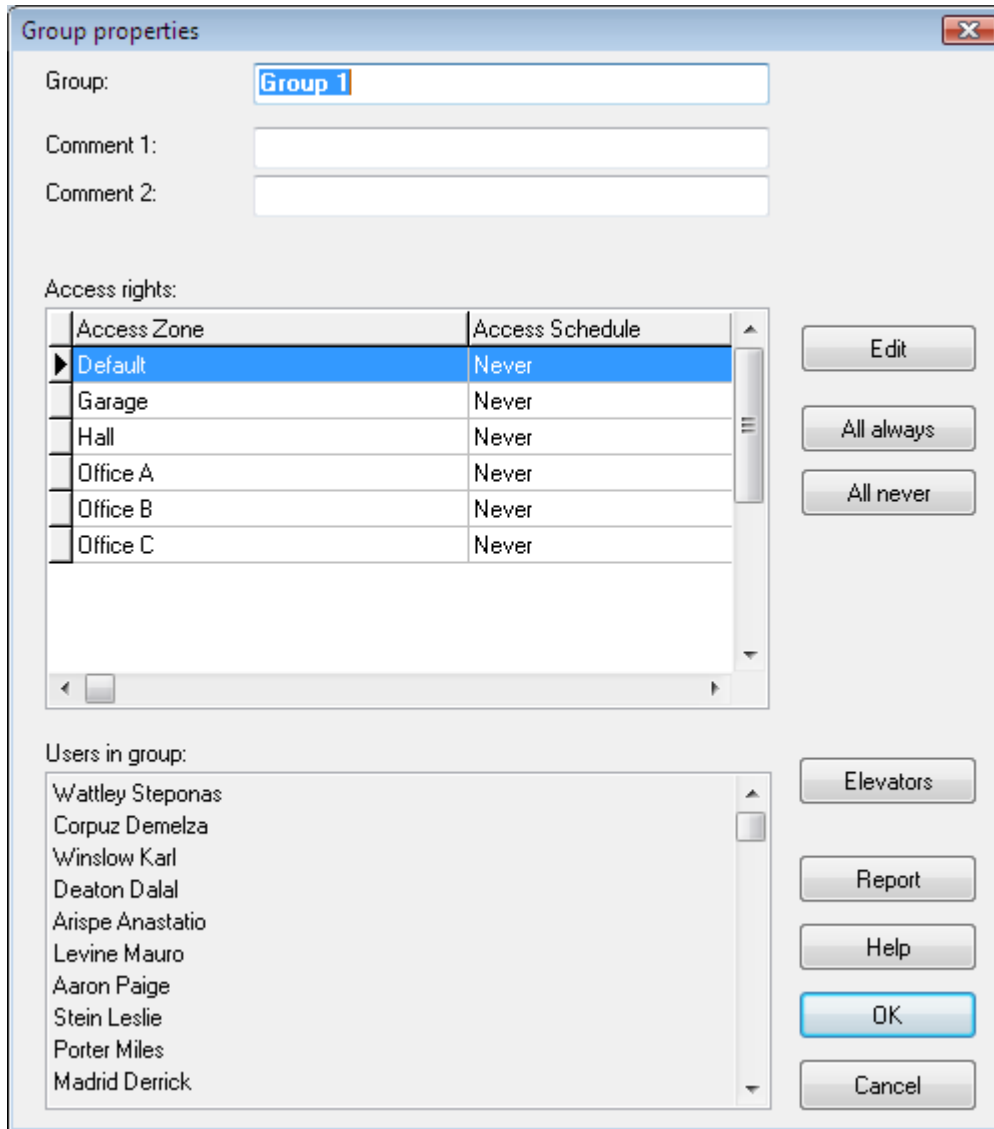 Group properties
Group: Group 1
Comment 1:
Comment 2:
Access rights:
Access Zone Access Schedule
Default Never
Garage Never
Hall Never
Office A Never
Office B Never
Office C Never
Edit
All always
All never
Users in group:
Wattley Steponas
Corpuz Demelza
Winslow Karl
Deaton Dalal
Arispe Anastatio
Levine Mauro
Aaron Paige
Stein Leslie
Porter Miles
Madrid Derrick
Elevators
Report
Help
OK
Cancel